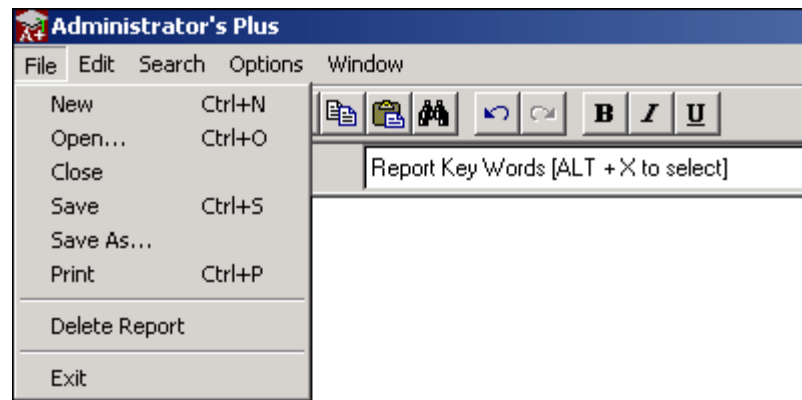 Administrator's Plus
File Edit Search Options Window
New Ctrl+N
Open... Ctrl+O
Close
Save Ctrl+S
Save As...
Print Ctrl+P
Delete Report
Exit
B I U
Report Key Words [ALT + X to select]